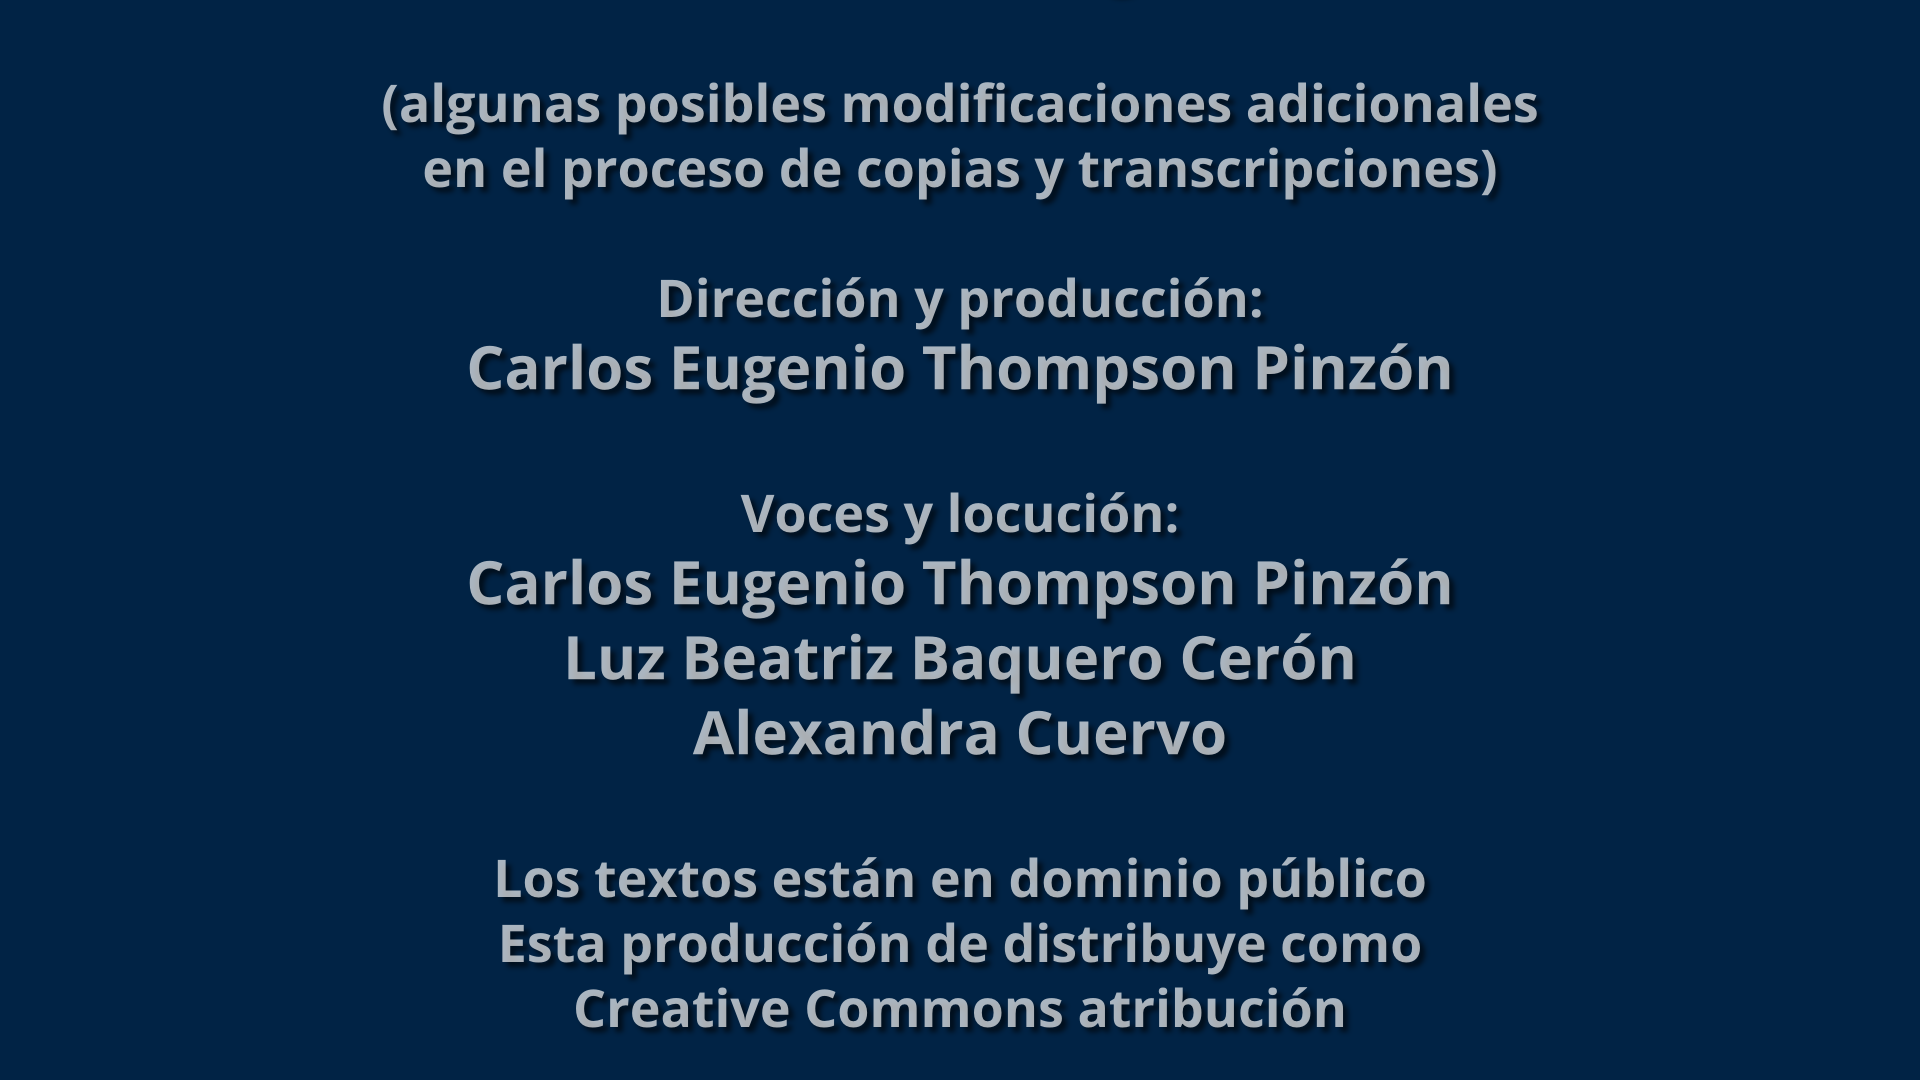 (algunas posibles modificaciones adicionales
en el proceso de copias y transcripciones)
Dirección y producción:
Carlos Eugenio Thompson Pinzón
Voces y locución:
Carlos Eugenio Thompson Pinzón
Luz Beatriz Baquero Cerón
Alexandra Cuervo
Los textos están en dominio público
Esta producción de distribuye como
Creative Commons atribución